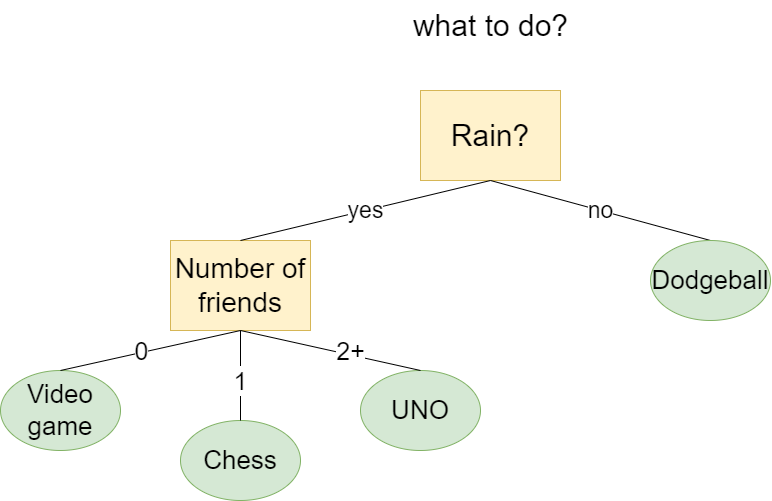 what to do?
Rain?
yes
no
Number of
friends
Dodgeball
0
1
2+
Video
game
Chess
UNO